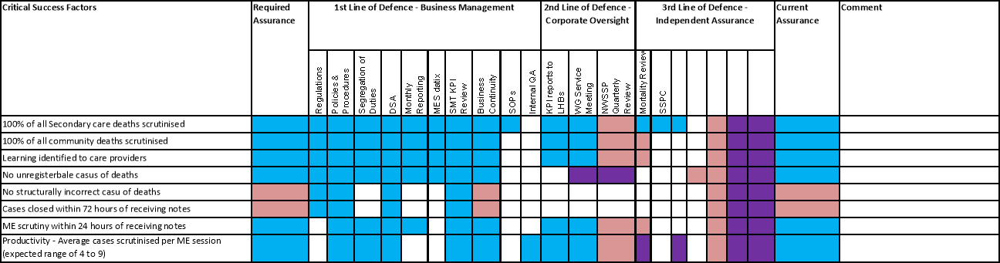 Critical Success Factors
Required
Assurance
1st Line of Defence - Business Management
2nd Line of Defence -
Corporate Oversight
3rd Line of Defence -
Independent Assurance
Current
Assurance
Comment
Regulations
Policies &
Procedures
Segregation of
Duties
DSA
Monthly
Reporting
MES datix
SMT KPI
Review
Business
Continuity
SOPs
Internal QA
KPI reports to
LHBs
WG Service
Meeting
NWSSP
Quarterly
Review
Mortality Review
SSPC
100% of all Secondary care deaths scrutinised
100% of all community deaths scrutinised
Learning identified to care providers
No unregisterbale casus of deaths
No structurally incorrect casu of deaths
Cases closed within 72 hours of receiving notes
ME scrutiny within 24 hours of receiving notes
Productivity - Average cases scrutinised per ME session
(expected range of 4 to 9)